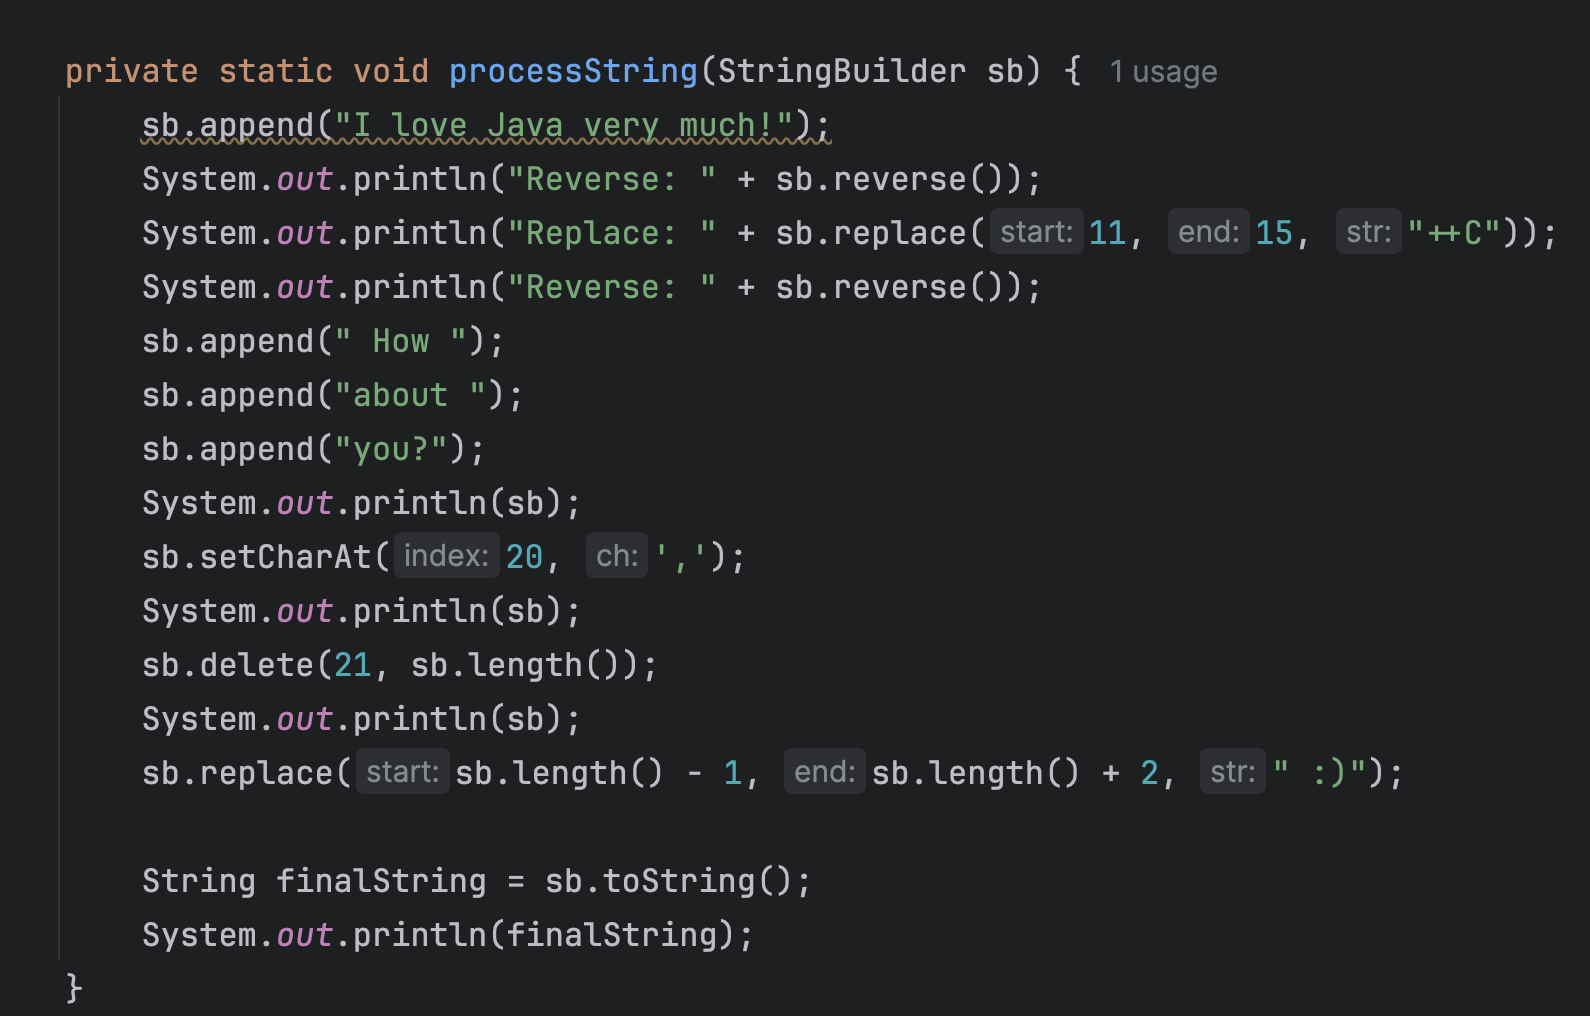 private static void processString(StringBuilder sb) { 1 usage
sb.append("I love Java very much!");
System.out.println("Reverse: " + sb.reverse());
System.out.println("Replace: " + sb.replace( start: 11, end: 15, str: "++C"));
System.out.println("Reverse: " + sb.reverse());
sb.append(" How ");
sb.append("about ");
sb.append("you?");
System.out.println(sb);
sb.setCharAt( index: 20, ch: ',');
System.out.println(sb);
sb.delete(21, sb.length());
System.out.println(sb);
sb.replace( start: sb.length() - 1, end: sb.length() + 2, str: " :)");
String finalString = sb.toString();
System.out.println(finalString);
}